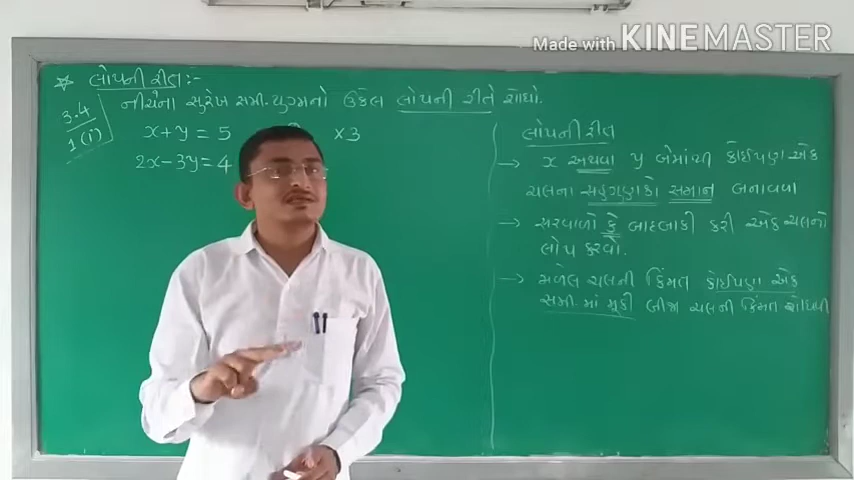 Made with KINEMASTER
☆ લોપની રીત :-
નીચેના સુરેખ સમી. યુગ્મનો ઉકેલ લોપની રીતે શોધો.
3.4
1(i)
x+y = 5 ×3
2x-3y = 4
લોપની રીત
→ x અથવા y બેમાંથી કોઈપણ એક
ચલના સહગુણકો સમાન બનાવવા
→ સરવાળો કે બાદબાકી કરી એક ચલનો
લોપ કરવો.
→ મળેલ ચલની કિંમત કોઈપણ એક
સમી. માં મૂકી બીજા ચલની કિંમત શોધવી